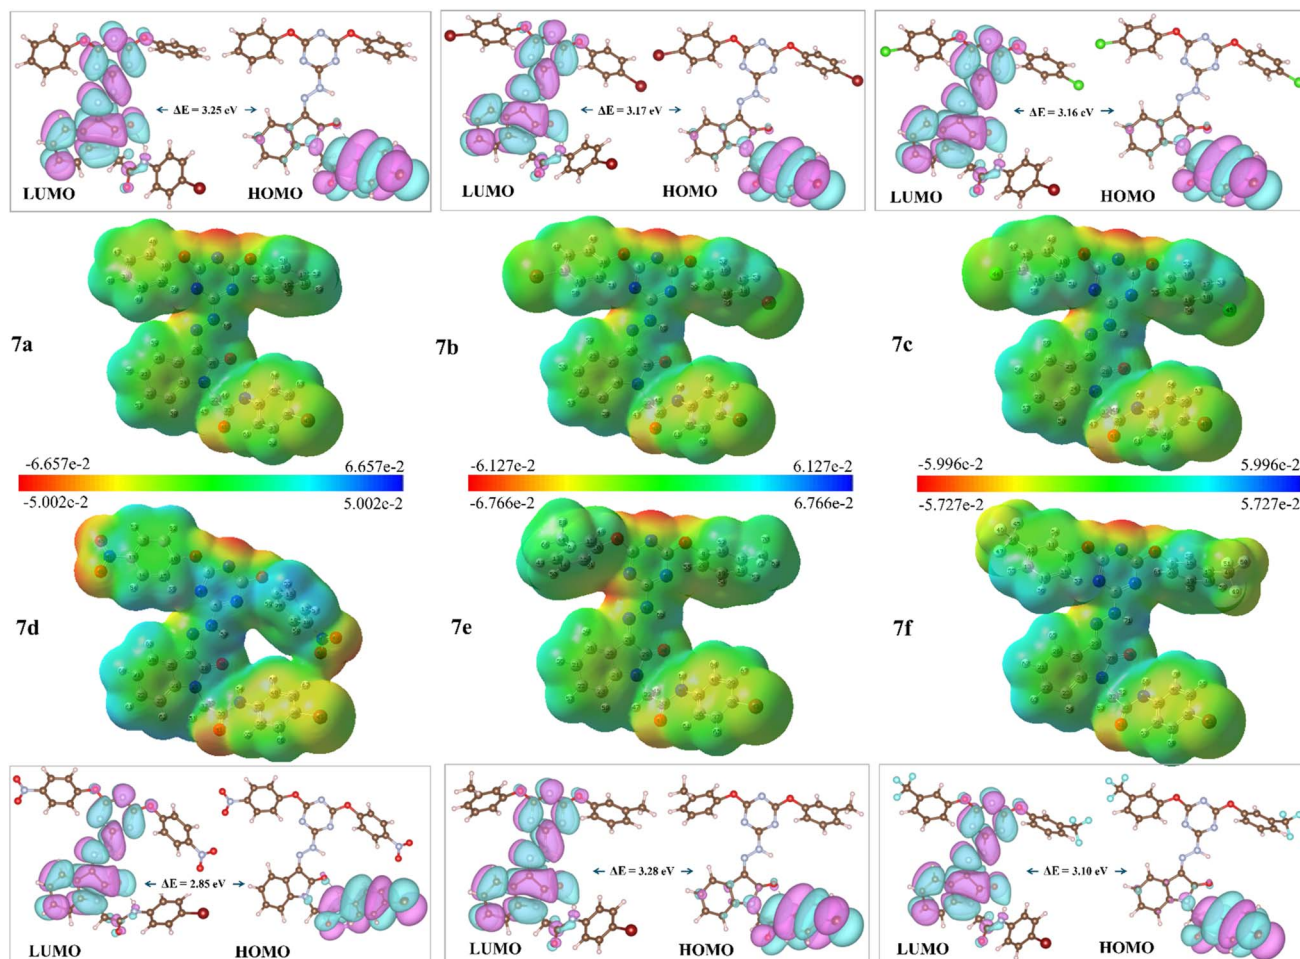 ΔE = 3.25 eV
LUMO HOMO
ΔE = 3.17 eV
LUMO HOMO
ΔE = 3.16 eV
LUMO HOMO
7a
7b
7c
-6.657e-2 6.657e-2
-5.002e-2 5.002e-2
-6.127e-2 6.127e-2
-6.766e-2 6.766e-2
-5.996e-2 5.996e-2
-5.727e-2 5.727e-2
7d
7e
7f
ΔE = 2.85 eV
LUMO HOMO
ΔE = 3.28 eV
LUMO HOMO
ΔE = 3.10 eV
LUMO HOMO